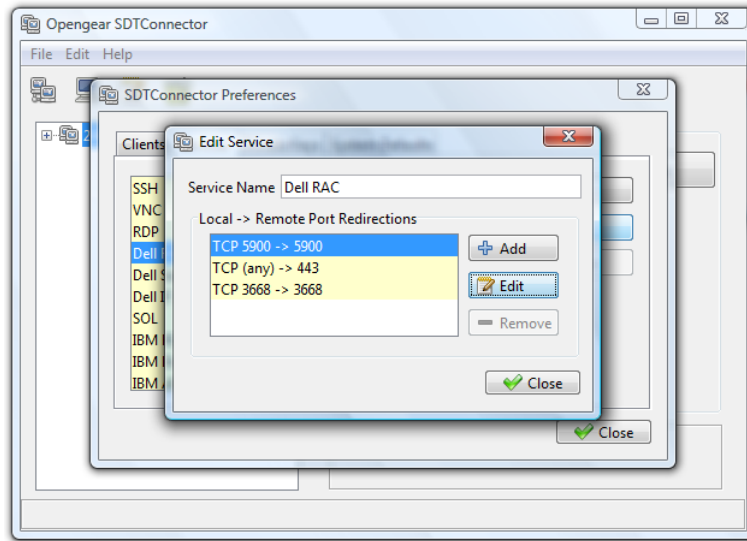 Opengear SDTConnector
File Edit Help
SDTConnector Preferences
2
Clients
Edit Service
Service Name Dell RAC
Local -> Remote Port Redirections
TCP 5900 -> 5900
TCP (any) -> 443
TCP 3668 -> 3668
Add
Edit
Remove
Close
SSH
VNC
RDP
Dell
Dell
Dell
SOL
IBM
IBM
IBM
Close